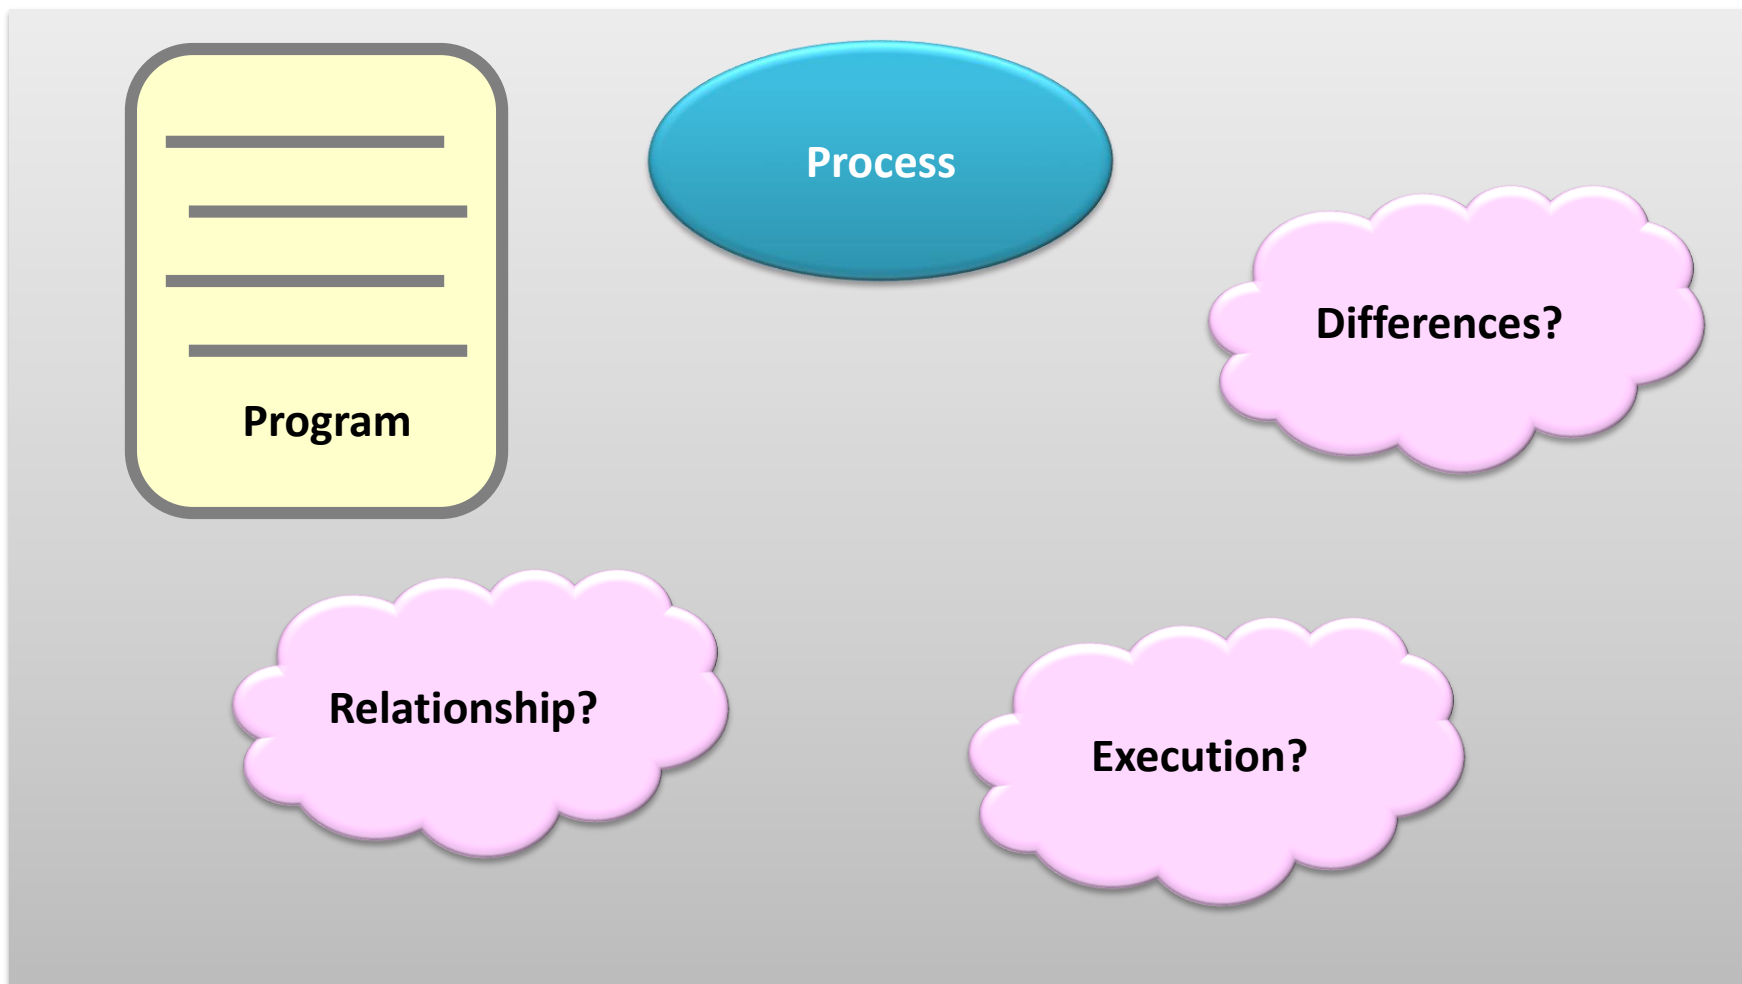 Process
Differences?
Program
Relationship?
Execution?